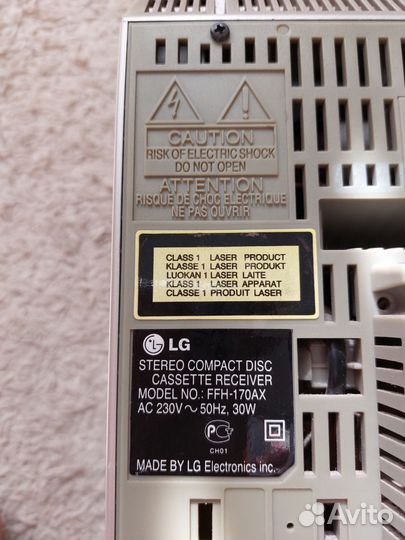 CAUTION
RISK OF ELECTRIC SHOCK
DO NOT OPEN
ATTENTION
RISQUE DE CHOC ELECTRIQUE
NE PAS OUVRIR
CLASS 1 LASER PRODUCT
KLASSE 1 LASER PRODUKT
LUOKAN 1 LASER LAITE
KLASS 1 LASER APPARAT
CLASSE 1 PRODUIT LASER
LG
STEREO COMPACT DISC
CASSETTE RECEIVER
MODEL NO.: FFH-170AX
AC 230V ~ 50Hz, 30W
CH01
MADE BY LG Electronics inc.
Avito